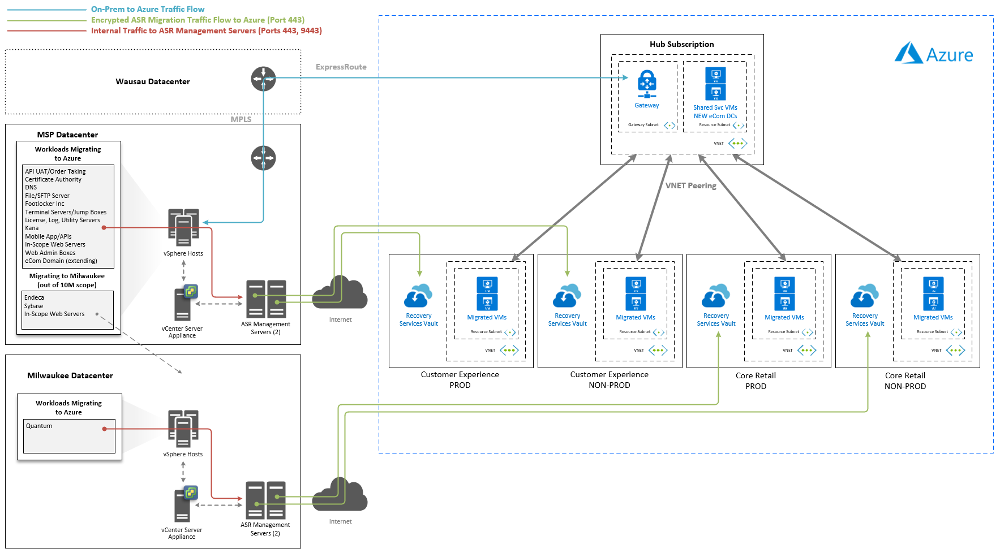 On-Prem to Azure Traffic Flow
Encrypted ASR Migration Traffic Flow to Azure (Port 443)
Internal Traffic to ASR Management Servers (Ports 443, 9443)
Wausau Datacenter
ExpressRoute
MPLS
Azure
Hub Subscription
Gateway
Gateway Subnet
Shared Svc VMs
NEW eCom DCs
Resource Subnet
VNET
VNET Peering
MSP Datacenter
Workloads Migrating
to Azure
API UAT/Order Taking
Certificate Authority
DNS
File/SFTP Server
Footlocker Inc
Terminal Servers/Jump Boxes
License, Log, Utility Servers
Kana
Mobile App/APIs
In-Scope Web Servers
Web Admin Boxes
eCom Domain (extending)
Migrating to Milwaukee
(out of 10M scope)
Endeca
Sybase
In-Scope Web Servers
vSphere Hosts
vCenter Server
Appliance
ASR Management
Servers (2)
Internet
Recovery
Services Vault
Migrated VMs
Resource Subnet
VNET
Customer Experience
PROD
Recovery
Services Vault
Migrated VMs
Resource Subnet
VNET
Customer Experience
NON-PROD
Recovery
Services Vault
Migrated VMs
Resource Subnet
VNET
Core Retail
PROD
Recovery
Services Vault
Migrated VMs
Resource Subnet
VNET
Core Retail
NON-PROD
Milwaukee Datacenter
Workloads Migrating
to Azure
Quantum
vSphere Hosts
vCenter Server
Appliance
ASR Management
Servers (2)
Internet